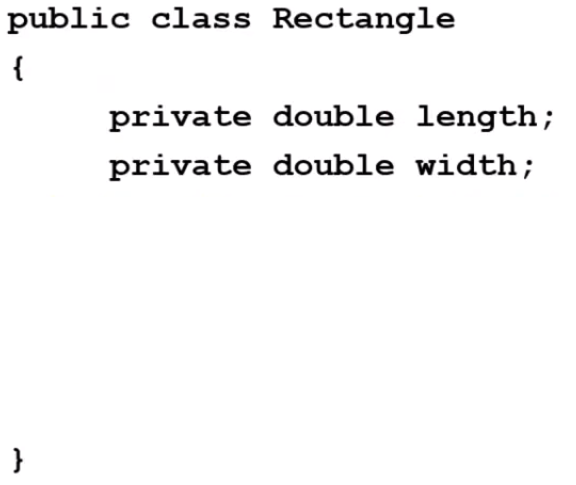 public class Rectangle
{
private double length;
private double width;
}